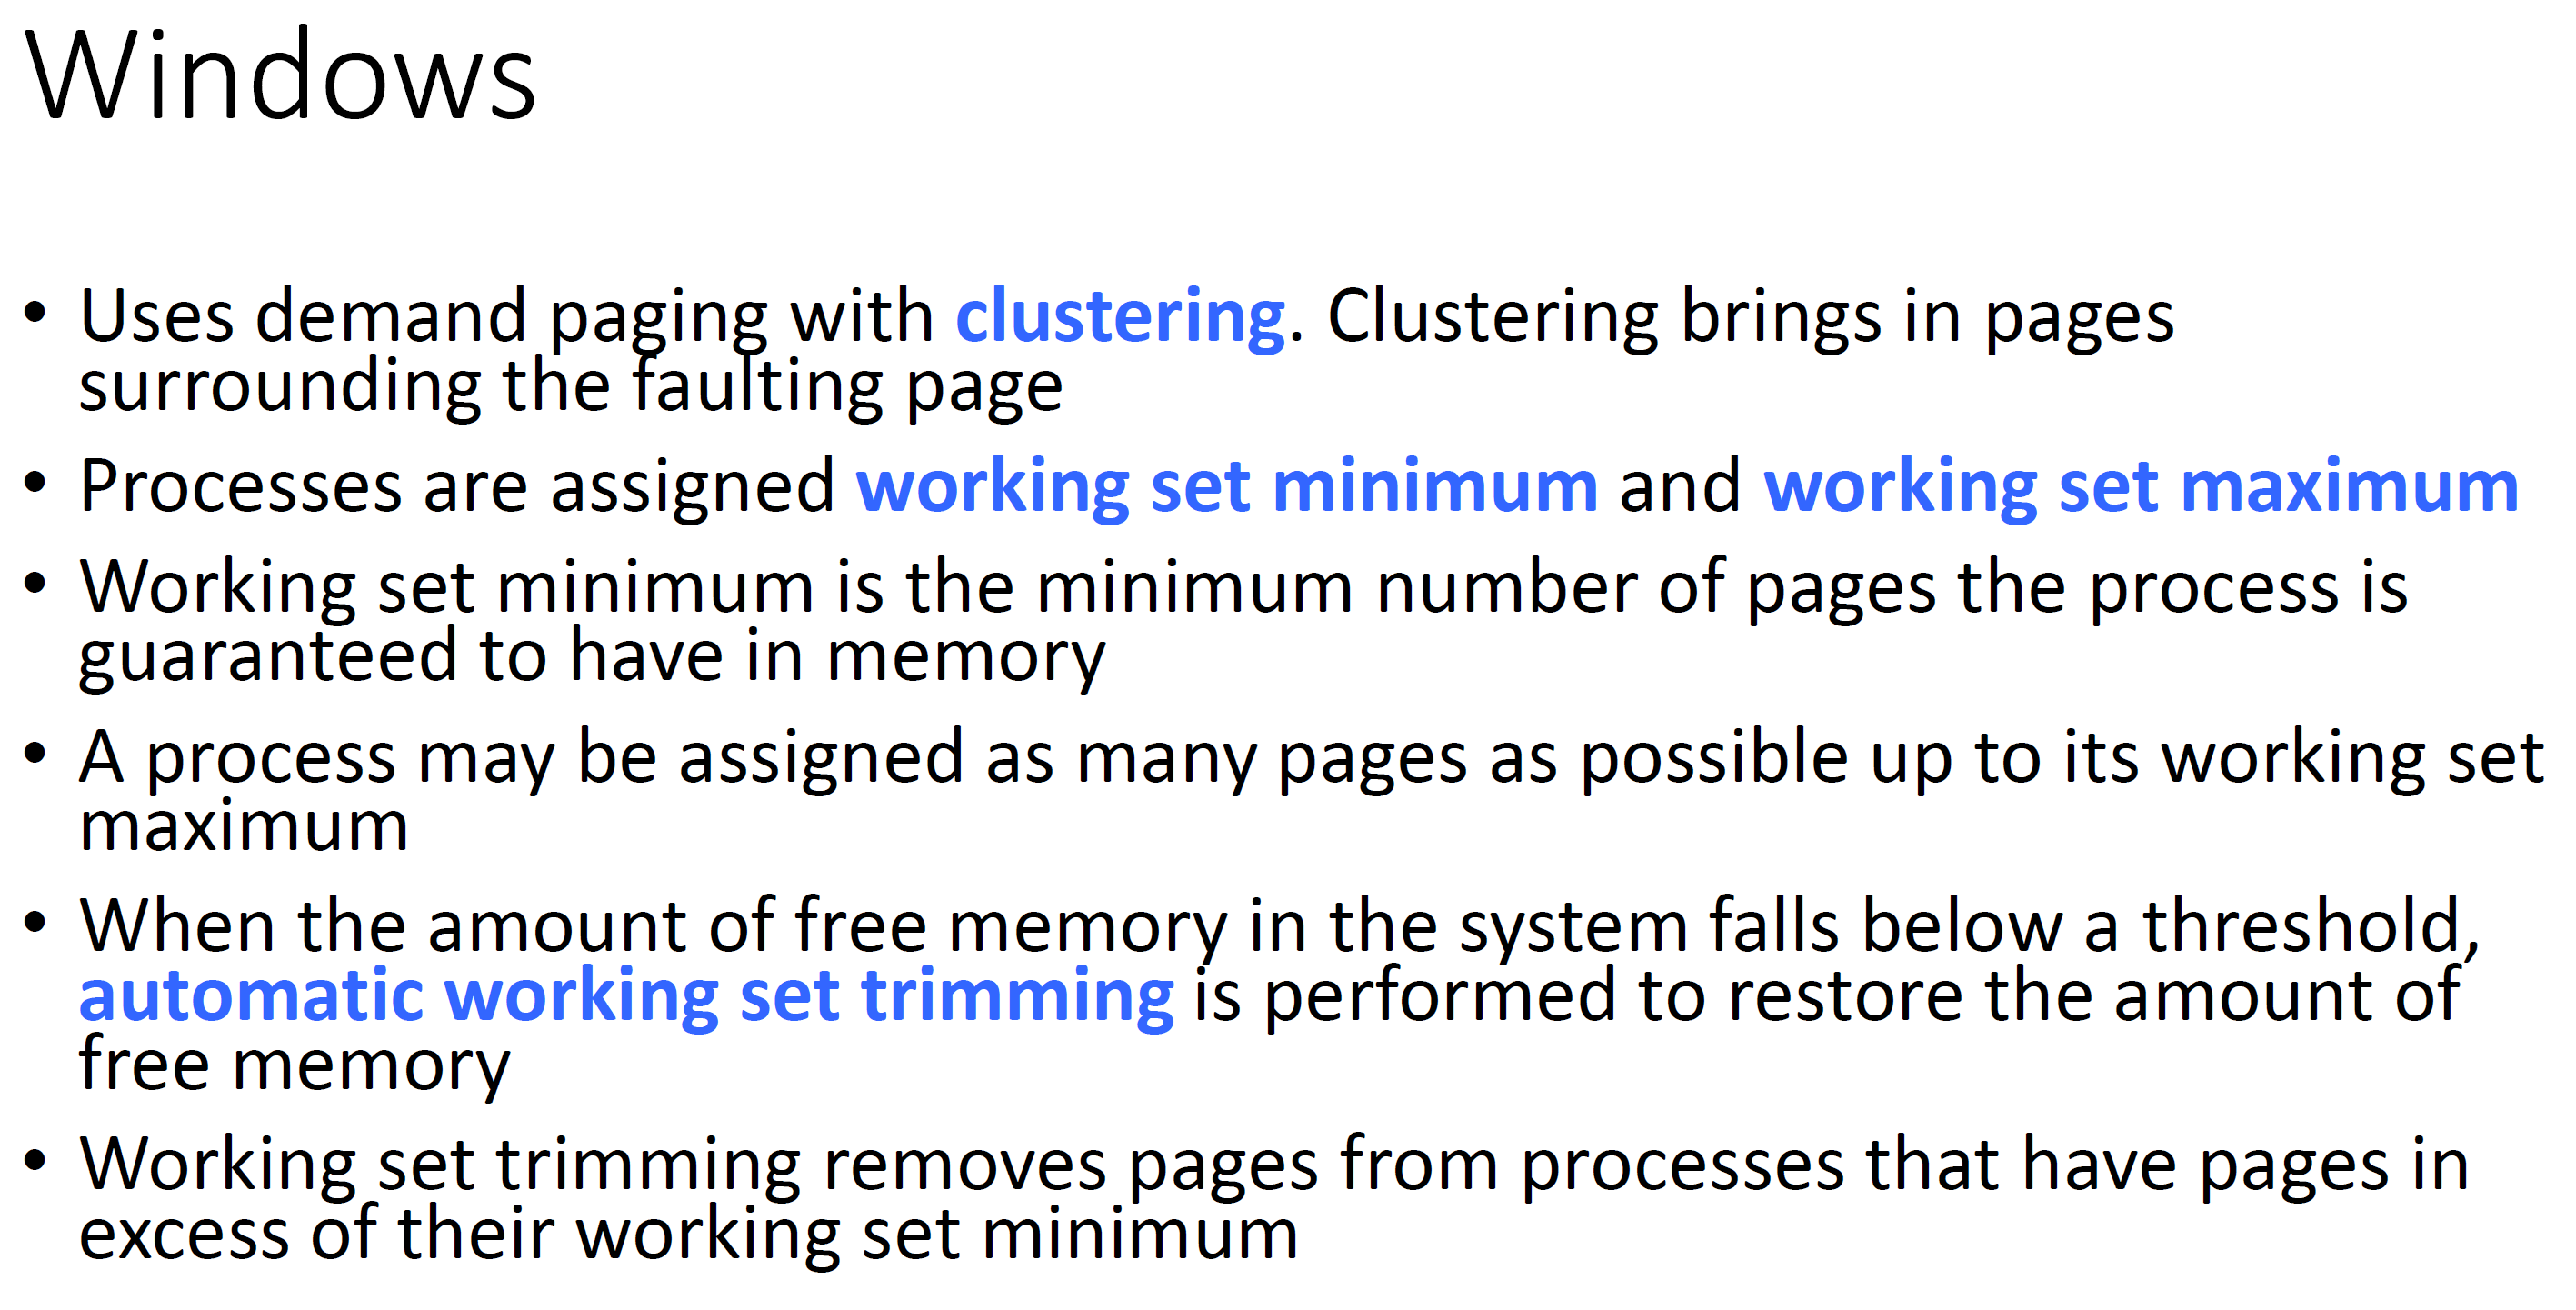 Windows
• Uses demand paging with clustering. Clustering brings in pages
surrounding the faulting page
• Processes are assigned working set minimum and working set maximum
• Working set minimum is the minimum number of pages the process is
guaranteed to have in memory
• A process may be assigned as many pages as possible up to its working set
maximum
• When the amount of free memory in the system falls below a threshold,
automatic working set trimming is performed to restore the amount of
free memory
• Working set trimming removes pages from processes that have pages in
excess of their working set minimum